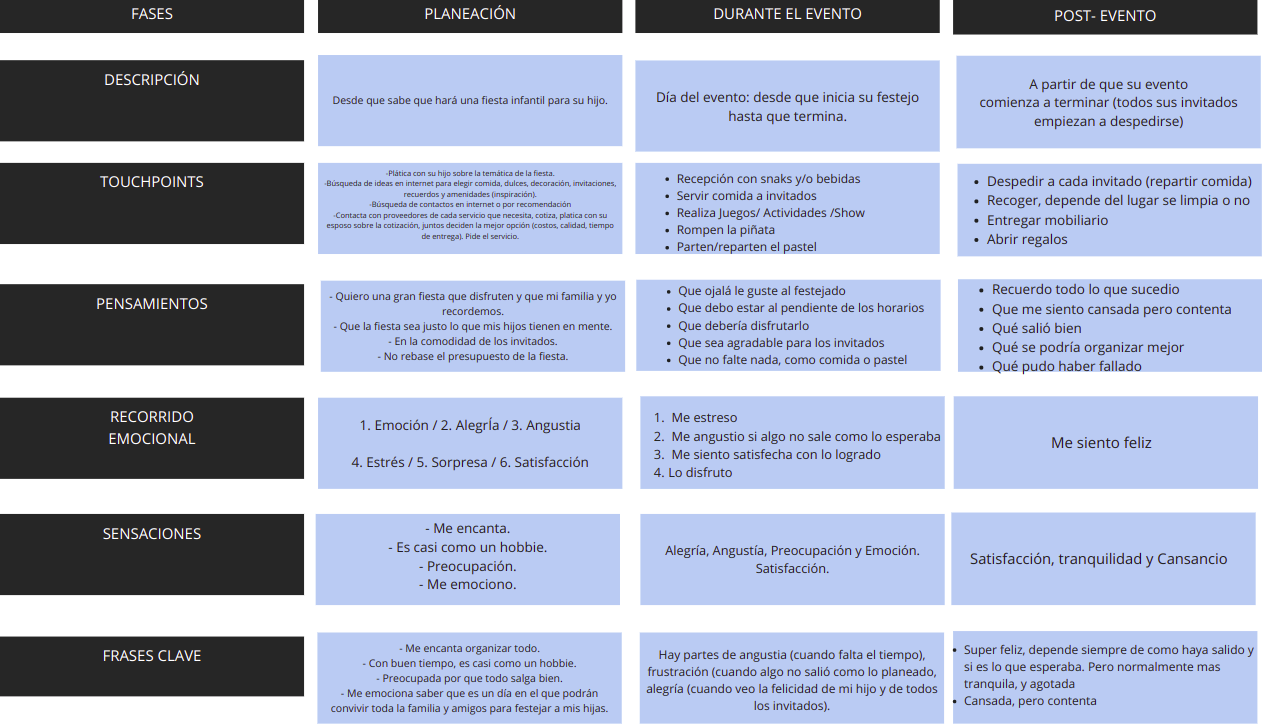 FASES
PLANEACIÓN
DURANTE EL EVENTO
POST- EVENTO
DESCRIPCIÓN
Desde que sabe que hará una fiesta infantil para su hijo.
Día del evento: desde que inicia su festejo
hasta que termina.
A partir de que su evento
comienza a terminar (todos sus invitados
empiezan a despedirse)
TOUCHPOINTS
-Plática con su hijo sobre la temática de la fiesta.
-Búsqueda de ideas en internet para elegir comida, dulces, decoración, invitaciones,
recuerdos y amenidades (inspiración).
-Búsqueda de contactos en internet o por recomendación
-Contacta con proveedores de cada servicio que necesita, cotiza, platica con su
esposo sobre la cotización, juntos deciden la mejor opción (costos, calidad, tiempo
de entrega). Pide el servicio.
• Recepción con snaks y/o bebidas
• Servir comida a invitados
• Realiza Juegos/ Actividades /Show
• Rompen la piñata
• Parten/reparten el pastel
• Despedir a cada invitado (repartir comida)
• Recoger, depende del lugar se limpia o no
• Entregar mobiliario
• Abrir regalos
PENSAMIENTOS
- Quiero una gran fiesta que disfruten y que mi familia y yo
recordemos.
- Que la fiesta sea justo lo que mis hijos tienen en mente.
- En la comodidad de los invitados.
- No rebase el presupuesto de la fiesta.
• Que ojalá le guste al festejado
• Que debo estar al pendiente de los horarios
• Que debería disfrutarlo
• Que sea agradable para los invitados
• Que no falte nada, como comida o pastel
• Recuerdo todo lo que sucedio
• Que me siento cansada pero contenta
• Qué salió bien
• Qué se podría organizar mejor
• Qué pudo haber fallado
RECORRIDO
EMOCIONAL
1. Emoción / 2. Alegría / 3. Angustia
4. Estrés / 5. Sorpresa / 6. Satisfacción
1. Me estreso
2. Me angustio si algo no sale como lo esperaba
3. Me siento satisfecha con lo logrado
4. Lo disfruto
Me siento feliz
SENSACIONES
- Me encanta.
- Es casi como un hobbie.
- Preocupación.
- Me emociono.
Alegría, Angustía, Preocupación y Emoción.
Satisfacción.
Satisfacción, tranquilidad y Cansancio
FRASES CLAVE
- Me encanta organizar todo.
- Con buen tiempo, es casi como un hobbie.
- Preocupada por que todo salga bien.
- Me emociona saber que es un día en el que podrán
convivir toda la familia y amigos para festejar a mis hijas.
Hay partes de angustia (cuando falta el tiempo),
frustración (cuando algo no salió como lo planeado,
alegría (cuando veo la felicidad de mi hijo y de todos
los invitados).
• Super feliz, depende siempre de como haya salido y
si es lo que esperaba. Pero normalmente mas
tranquila, y agotada
• Cansada, pero contenta